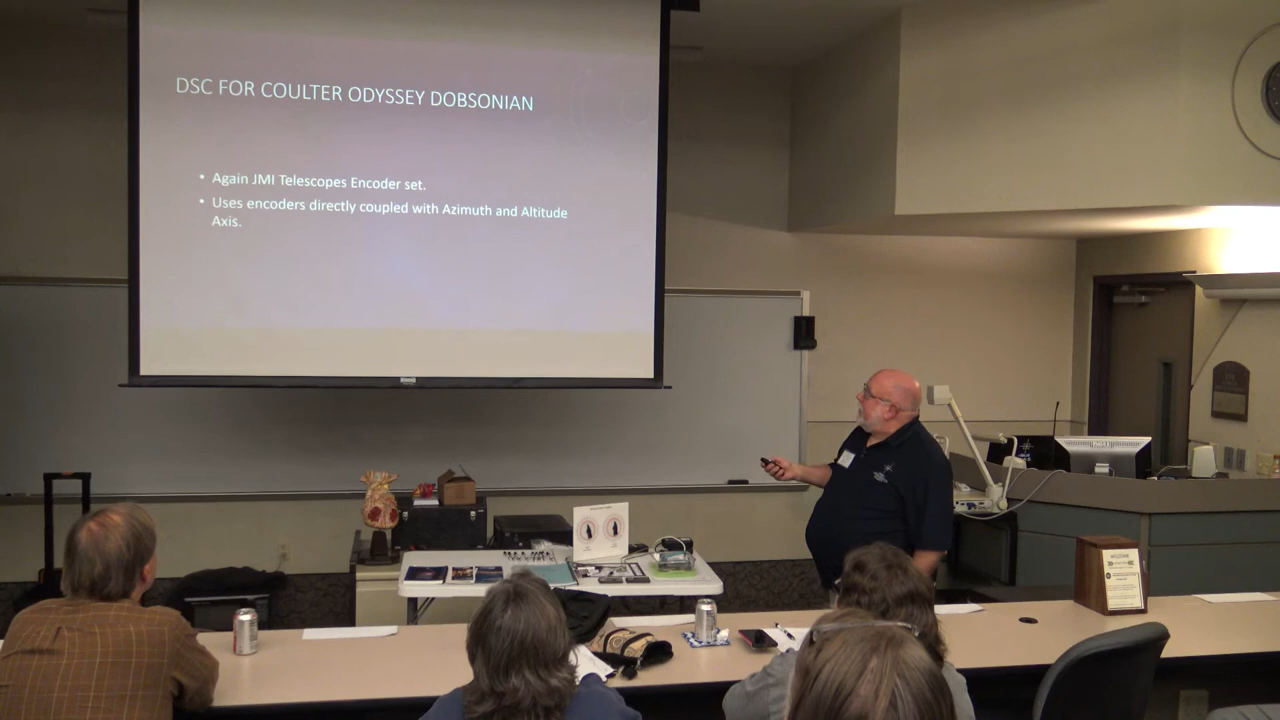 DSC FOR COULTER ODYSSEY DOBSONIAN
• Again JMI Telescopes Encoder set.
• Uses encoders directly coupled with Azimuth and Altitude
Axis.
WELCOME